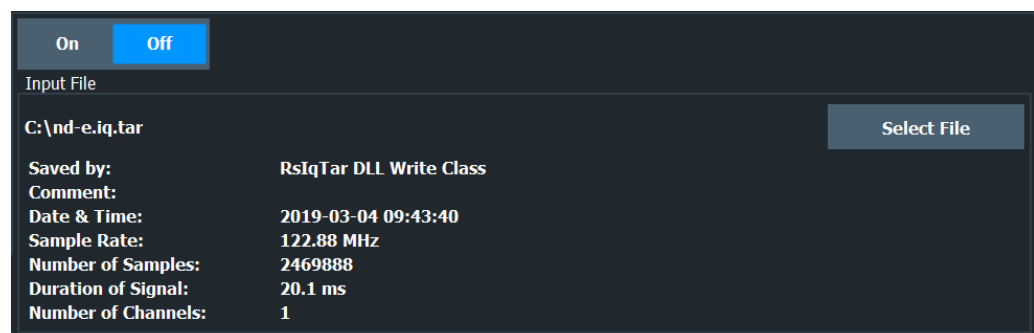 On Off
Input File
C:\nd-e.iq.tar Select File
Saved by: RsIqTar DLL Write Class
Comment:
Date & Time: 2019-03-04 09:43:40
Sample Rate: 122.88 MHz
Number of Samples: 2469888
Duration of Signal: 20.1 ms
Number of Channels: 1